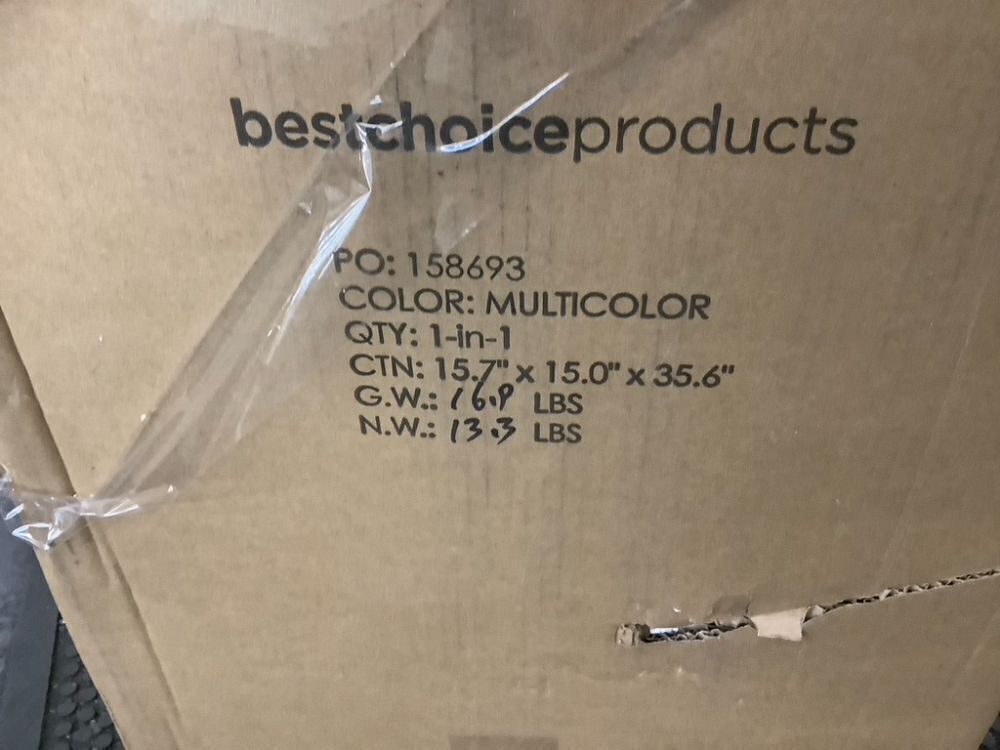 bestchoiceproducts
PO: 158693
COLOR: MULTICOLOR
QTY: 1-in-1
CTN: 15.7" x 15.0" x 35.6"
G.W.: 16.9 LBS
N.W.: 13.3 LBS